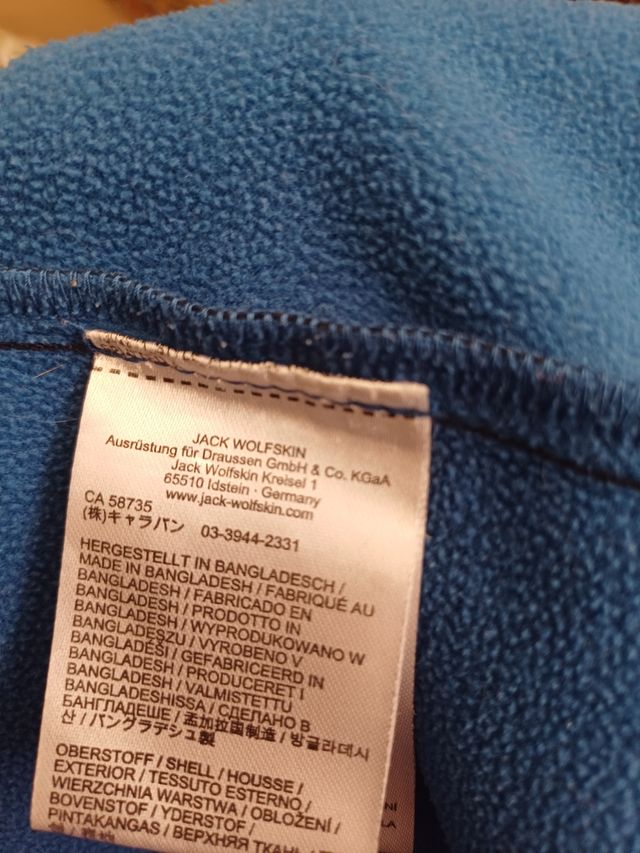 JACK WOLFSKIN
Ausrüstung für Draussen GmbH & Co. KGaA
Jack Wolfskin Kreisel 1
65510 Idstein · Germany
www.jack-wolfskin.com
CA 58735
(株)キャラバン 03-3944-2331
HERGESTELLT IN BANGLADESCH /
MADE IN BANGLADESH / FABRIQUÉ AU
BANGLADESH / FABRICADO EN
BANGLADESH / PRODOTTO IN
BANGLADESH / WYPRODUKOWANO W
BANGLADESZU / VYROBENO V
BANGLADÉŠI / GEFABRICEERD IN
BANGLADESH / PRODUCERET I
BANGLADESH / VALMISTETTU
BANGLADESHISSA / СДЕЛАНО В
БАНГЛАДЕШЕ / 孟加拉国制造 / 방글라데시
산 / バングラデシュ製
OBERSTOFF / SHELL / HOUSSE /
EXTERIOR / TESSUTO ESTERNO /
WIERZCHNIA WARSTWA / OBLOŽENÍ /
BOVENSTOF / YDERSTOF /
PINTAKANGAS / ВЕРХНЯЯ ТКАНЬ /